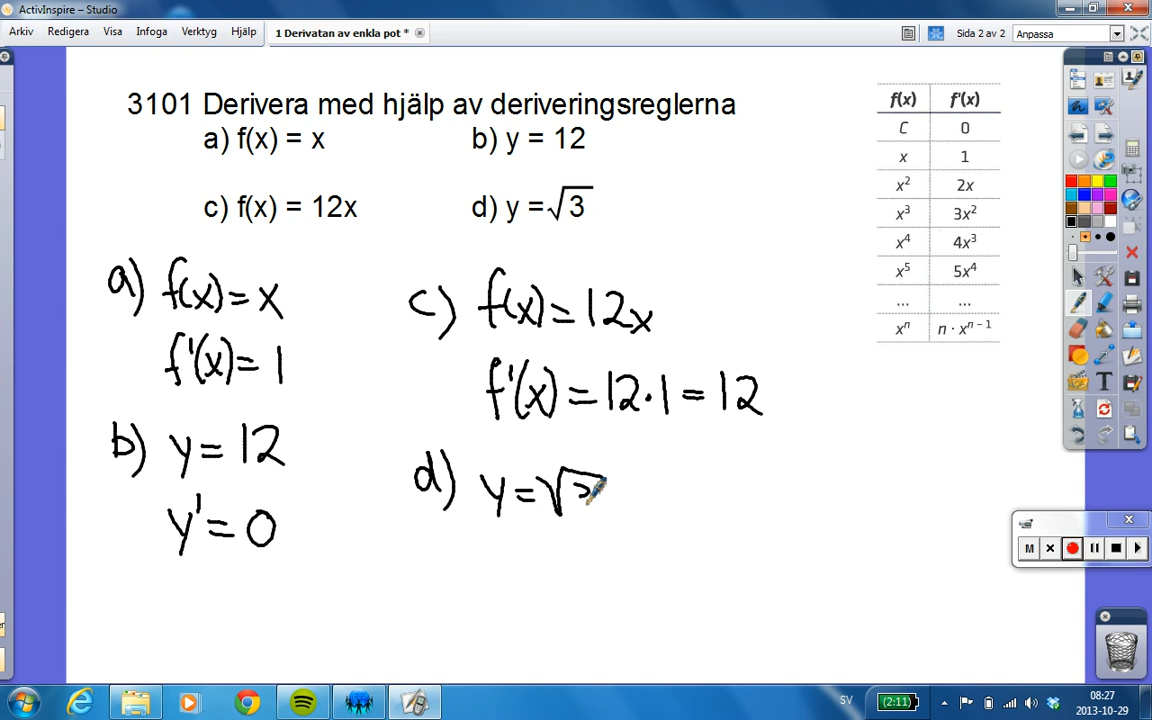 ActivInspire – Studio
Arkiv Redigera Visa Infoga Verktyg Hjälp 1 Derivatan av enkla pot * Sida 2 av 2 Anpassa
3101 Derivera med hjälp av deriveringsreglerna
a) f(x) = x b) y = 12
c) f(x) = 12x d) y = √3
f(x) f'(x)
C 0
x 1
x² 2x
x³ 3x²
x⁴ 4x³
x⁵ 5x⁴
... ...
xⁿ n · xⁿ⁻¹
a) f(x) = x
f'(x) = 1
b) y = 12
y' = 0
c) f(x) = 12x
f'(x) = 12·1 = 12
d) y = √
M
SV (2:11) 08:27
2013-10-29